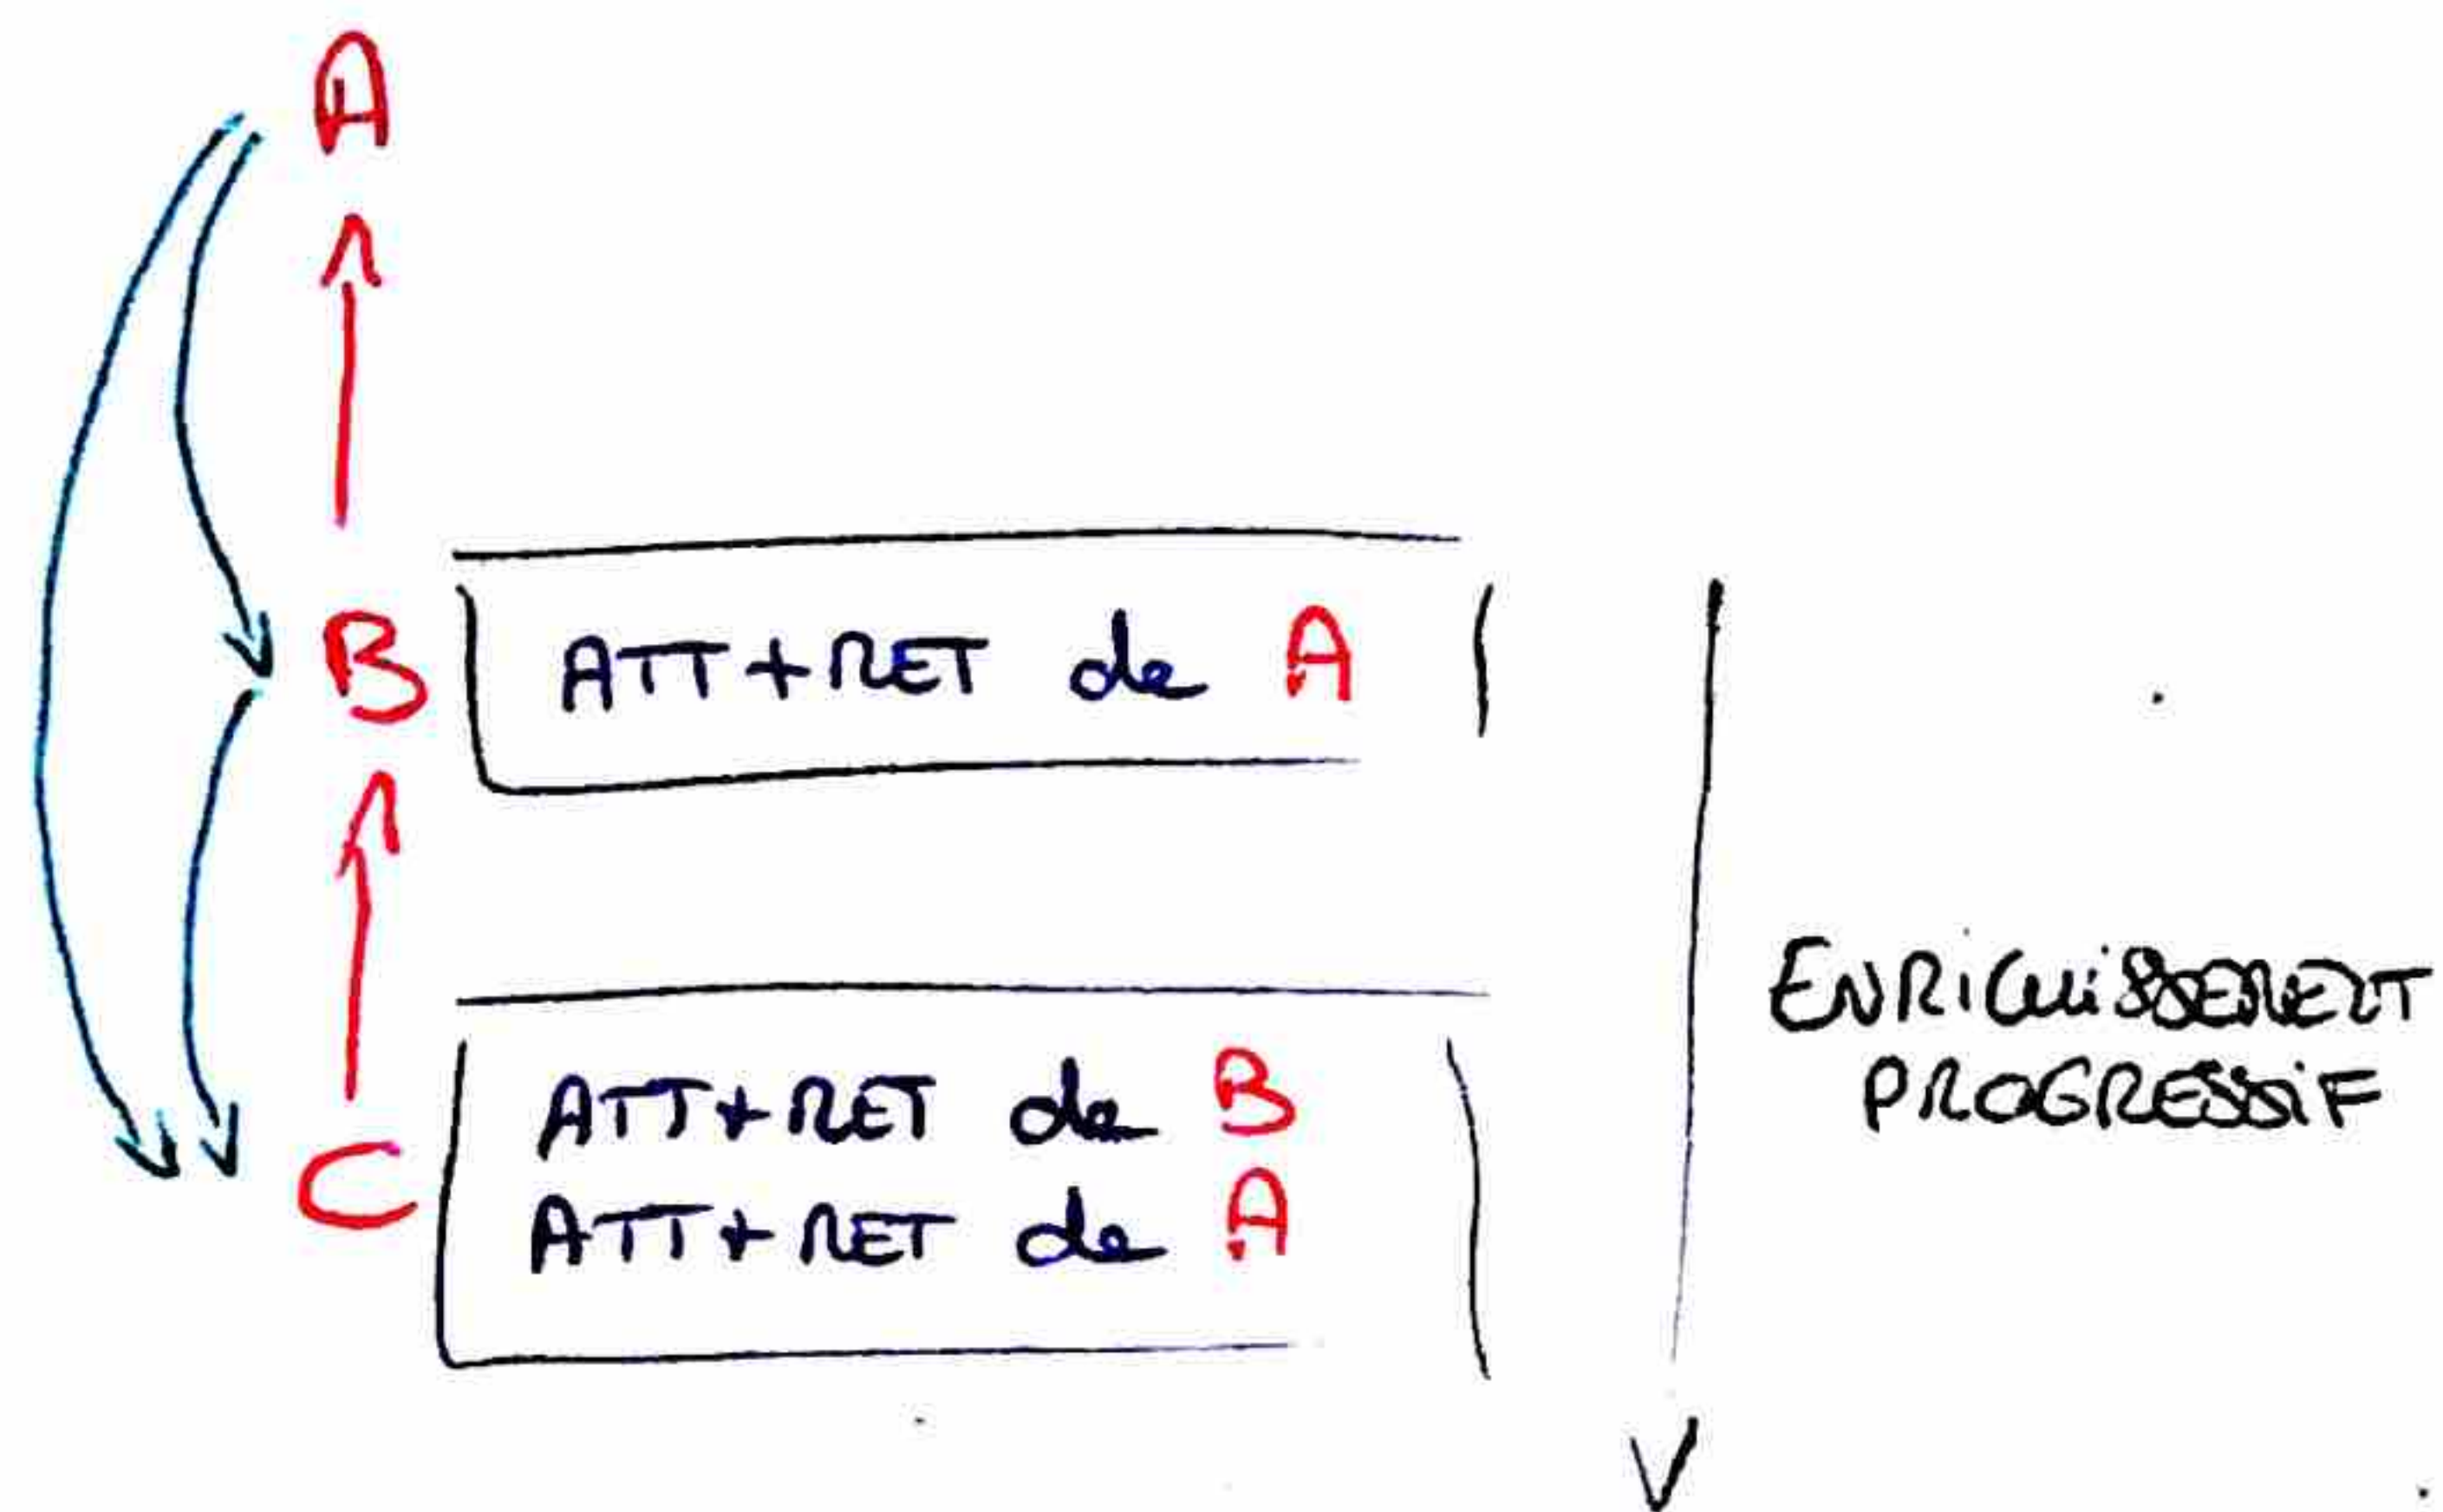 A
B
ATT+RET de A
C
ATT+RET de B
ATT+RET de A
ENRICHISSEMENT
PROGRESSIF